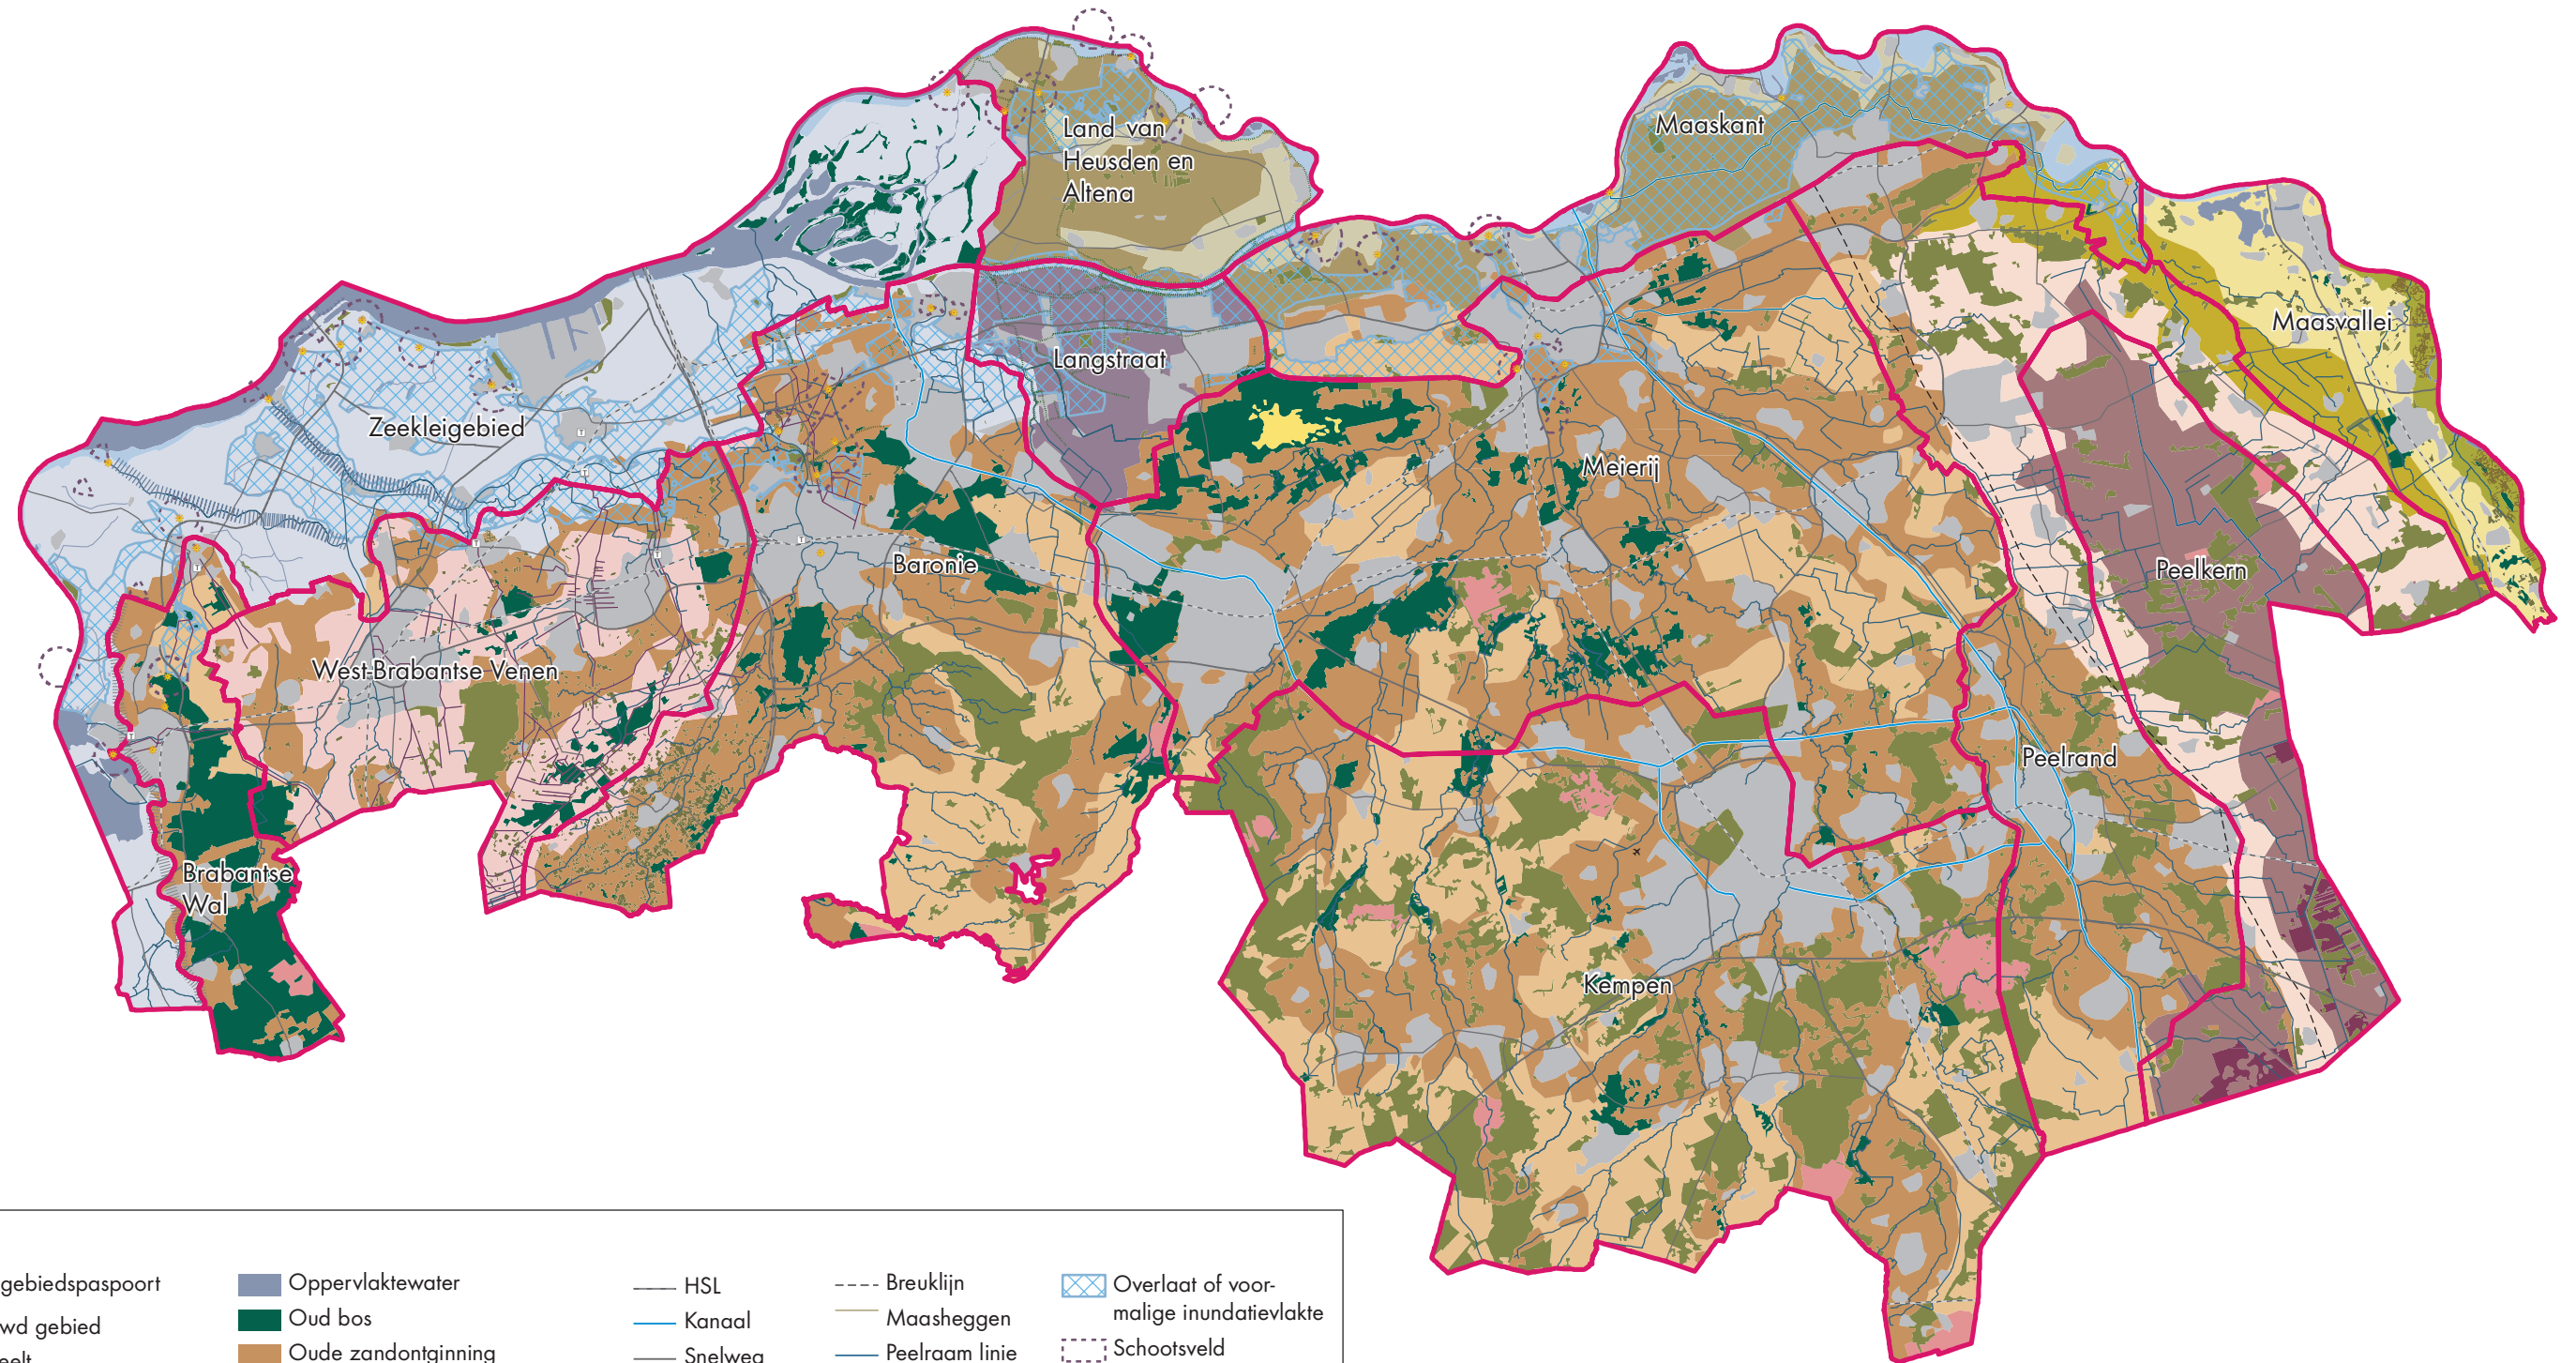 Land van
Heusden en
Altena
Maaskant
Maasvallei
Langstraat
Zeekleigebied
Meierij
Baronie
Peelkern
West-Brabantse Venen
Peelrand
Brabantse
Wal
Kempen
gebiedspaspoort
wd gebied
eelt
Oppervlaktewater
Oud bos
Oude zandontginning
HSL
Kanaal
Snelweg
Breuklijn
Maasheggen
Peelraam linie
Overlaat of voor-
malige inundatievlakte
Schootsveld